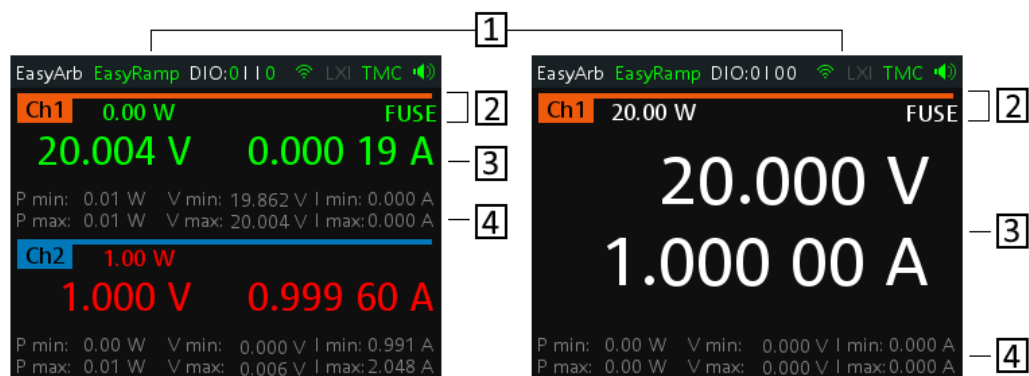 1
EasyArb EasyRamp DIO:0110 LXI TMC
Ch1 0.00 W FUSE
2
20.004 V 0.000 19 A
3
P min: 0.01 W V min: 19.862 V I min: 0.000 A
P max: 0.01 W V max: 20.004 V I max: 0.000 A
4
Ch2 1.00 W
1.000 V 0.999 60 A
P min: 0.00 W V min: 0.000 V I min: 0.991 A
P max: 0.01 W V max: 0.006 V I max: 2.048 A
EasyArb EasyRamp DIO:0100 LXI TMC
Ch1 20.00 W FUSE
2
20.000 V
1.000 00 A
3
P min: 0.00 W V min: 0.000 V I min: 0.000 A
P max: 0.00 W V max: 0.000 V I max: 0.000 A
4